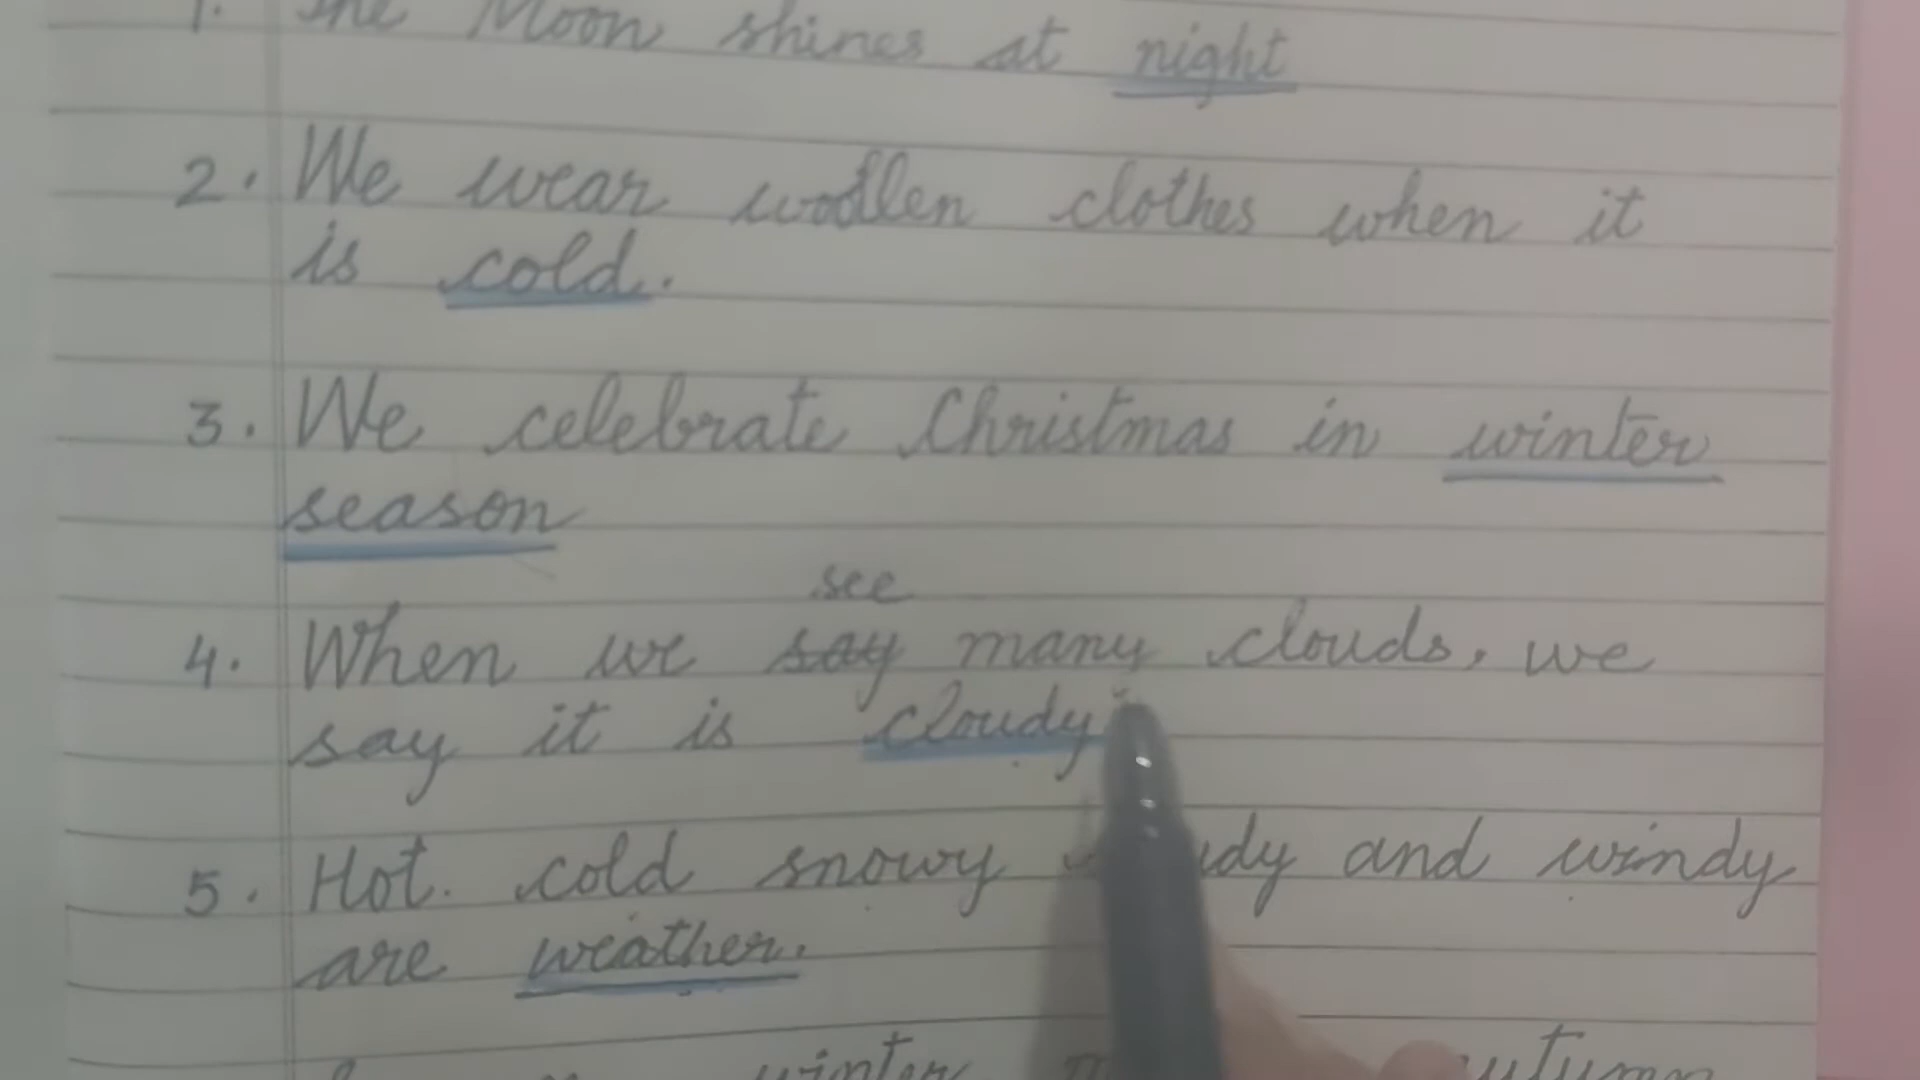 1. The Moon shines at night
2. We wear woollen clothes when it
is cold.
3. We celebrate Christmas in winter
season
see
4. When we say many clouds, we
say it is cloudy
5. Hot. cold snowy and windy
are weather.
winter autumn